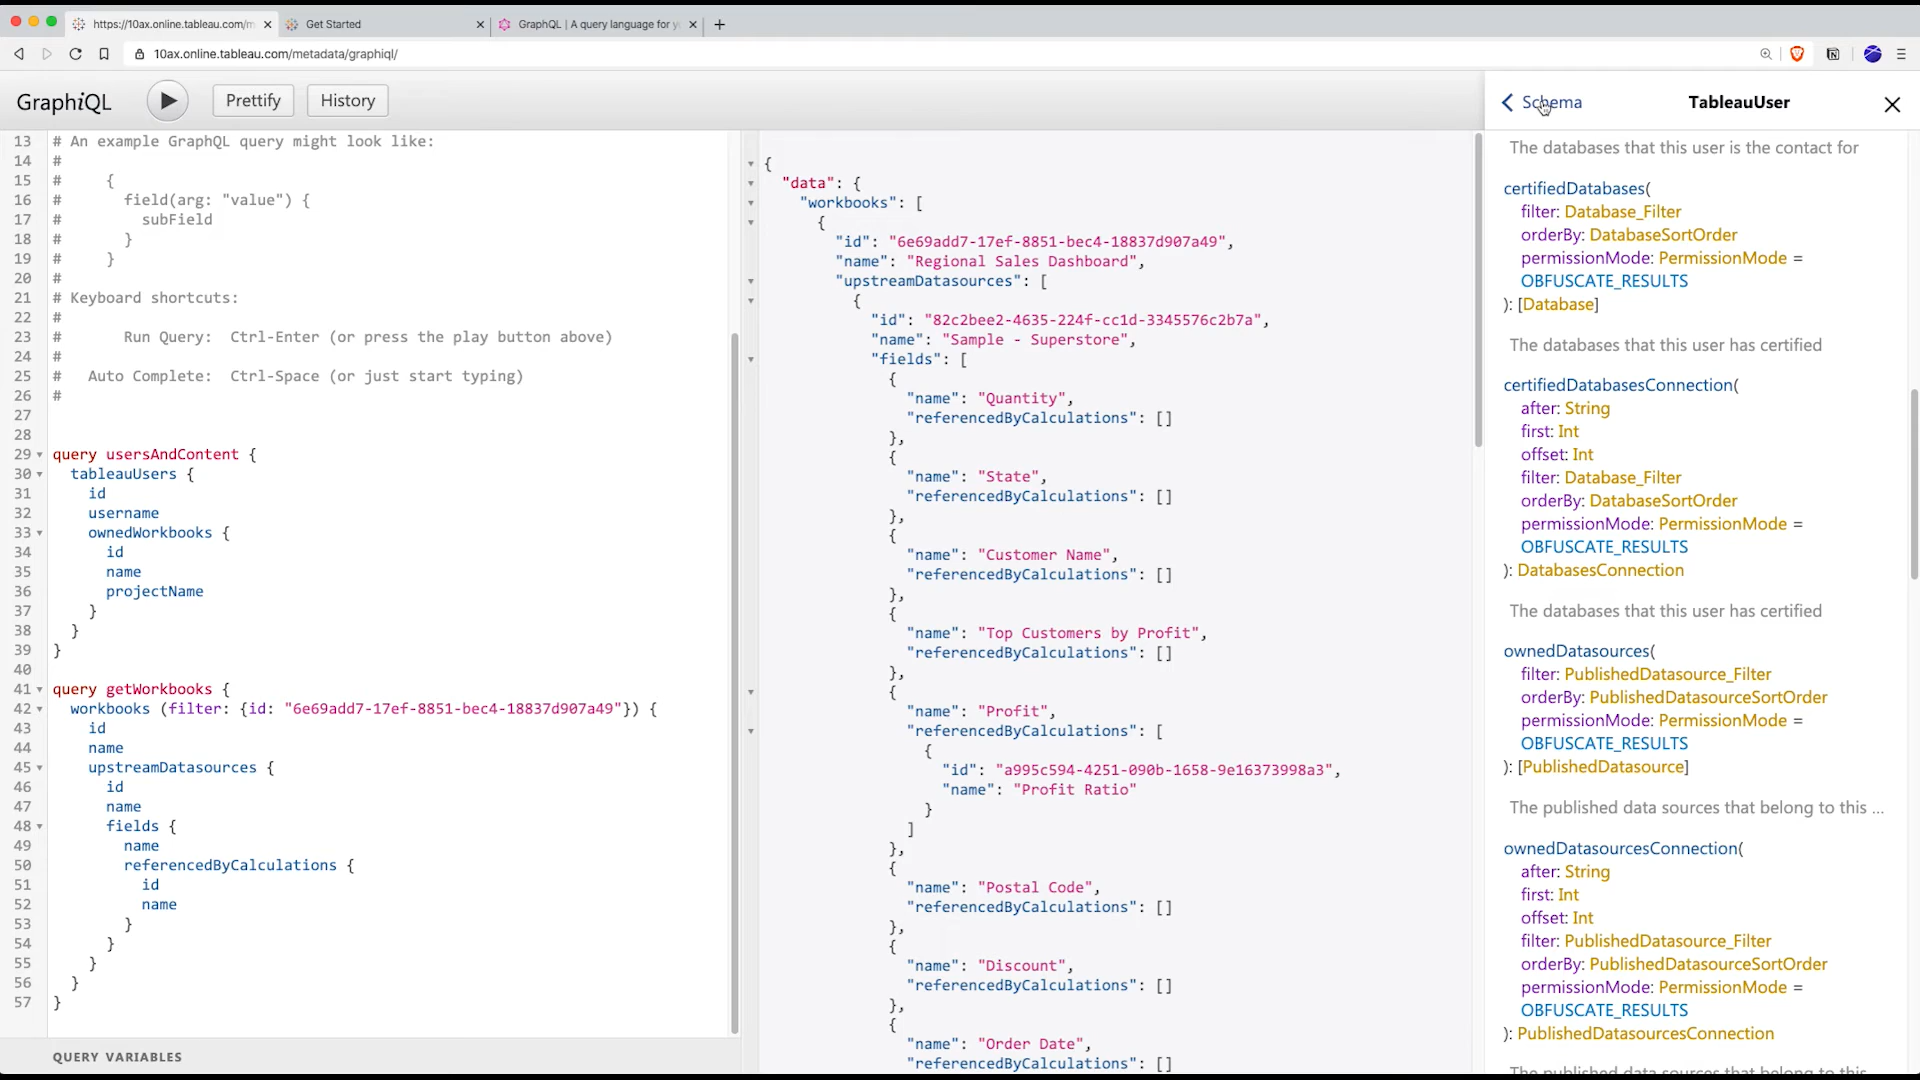 https://10ax.online.tableau.com/m
Get Started
GraphQL | A query language for y
10ax.online.tableau.com/metadata/graphiql/
GraphiQL
Prettify
History
Schema
TableauUser
13 # An example GraphQL query might look like:
14 #
15 #     {
16 #       field(arg: "value") {
17 #         subField
18 #       }
19 #     }
20 #
21 # Keyboard shortcuts:
22 #
23 #       Run Query:  Ctrl-Enter (or press the play button above)
24 #
25 #   Auto Complete:  Ctrl-Space (or just start typing)
26 #
27
28
29 query usersAndContent {
30   tableauUsers {
31     id
32     username
33     ownedWorkbooks {
34       id
35       name
36       projectName
37     }
38   }
39 }
40
41 query getWorkbooks {
42   workbooks (filter: {id: "6e69add7-17ef-8851-bec4-18837d907a49"}) {
43     id
44     name
45     upstreamDatasources {
46       id
47       name
48       fields {
49         name
50         referencedByCalculations {
51           id
52           name
53         }
54       }
55     }
56   }
57 }
QUERY VARIABLES
{
"data": {
"workbooks": [
{
"id": "6e69add7-17ef-8851-bec4-18837d907a49",
"name": "Regional Sales Dashboard",
"upstreamDatasources": [
{
"id": "82c2bee2-4635-224f-cc1d-3345576c2b7a",
"name": "Sample - Superstore",
"fields": [
{
"name": "Quantity",
"referencedByCalculations": []
},
{
"name": "State",
"referencedByCalculations": []
},
{
"name": "Customer Name",
"referencedByCalculations": []
},
{
"name": "Top Customers by Profit",
"referencedByCalculations": []
},
{
"name": "Profit",
"referencedByCalculations": [
{
"id": "a995c594-4251-090b-1658-9e16373998a3",
"name": "Profit Ratio"
}
]
},
{
"name": "Postal Code",
"referencedByCalculations": []
},
{
"name": "Discount",
"referencedByCalculations": []
},
{
"name": "Order Date",
"referencedByCalculations": []
The databases that this user is the contact for
certifiedDatabases(
filter: Database_Filter
orderBy: DatabaseSortOrder
permissionMode: PermissionMode =
OBFUSCATE_RESULTS
): [Database]
The databases that this user has certified
certifiedDatabasesConnection(
after: String
first: Int
offset: Int
filter: Database_Filter
orderBy: DatabaseSortOrder
permissionMode: PermissionMode =
OBFUSCATE_RESULTS
): DatabasesConnection
The databases that this user has certified
ownedDatasources(
filter: PublishedDatasource_Filter
orderBy: PublishedDatasourceSortOrder
permissionMode: PermissionMode =
OBFUSCATE_RESULTS
): [PublishedDatasource]
The published data sources that belong to this ...
ownedDatasourcesConnection(
after: String
first: Int
offset: Int
filter: PublishedDatasource_Filter
orderBy: PublishedDatasourceSortOrder
permissionMode: PermissionMode =
OBFUSCATE_RESULTS
): PublishedDatasourcesConnection
The published data sources that belong to this